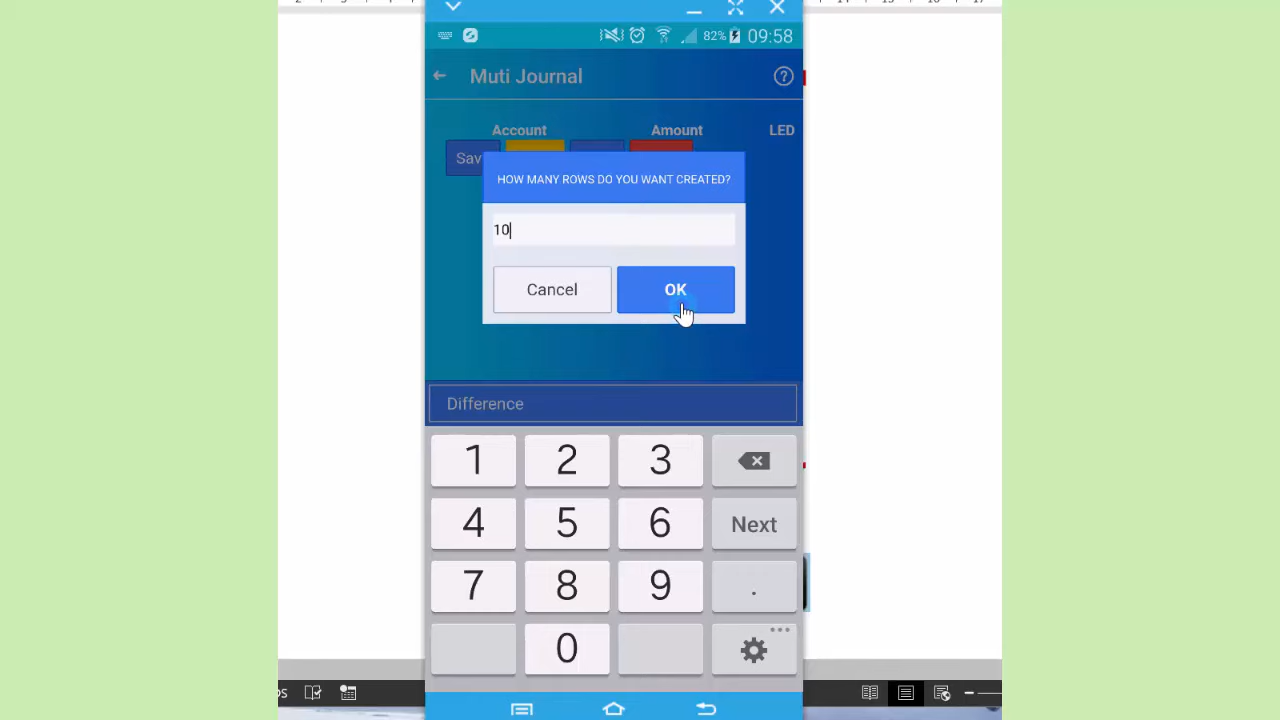 82% 09:58
Muti Journal ?
Account Amount LED
Sav
HOW MANY ROWS DO YOU WANT CREATED?
10
Cancel OK
Difference
1 2 3
4 5 6 Next
7 8 9 .
0